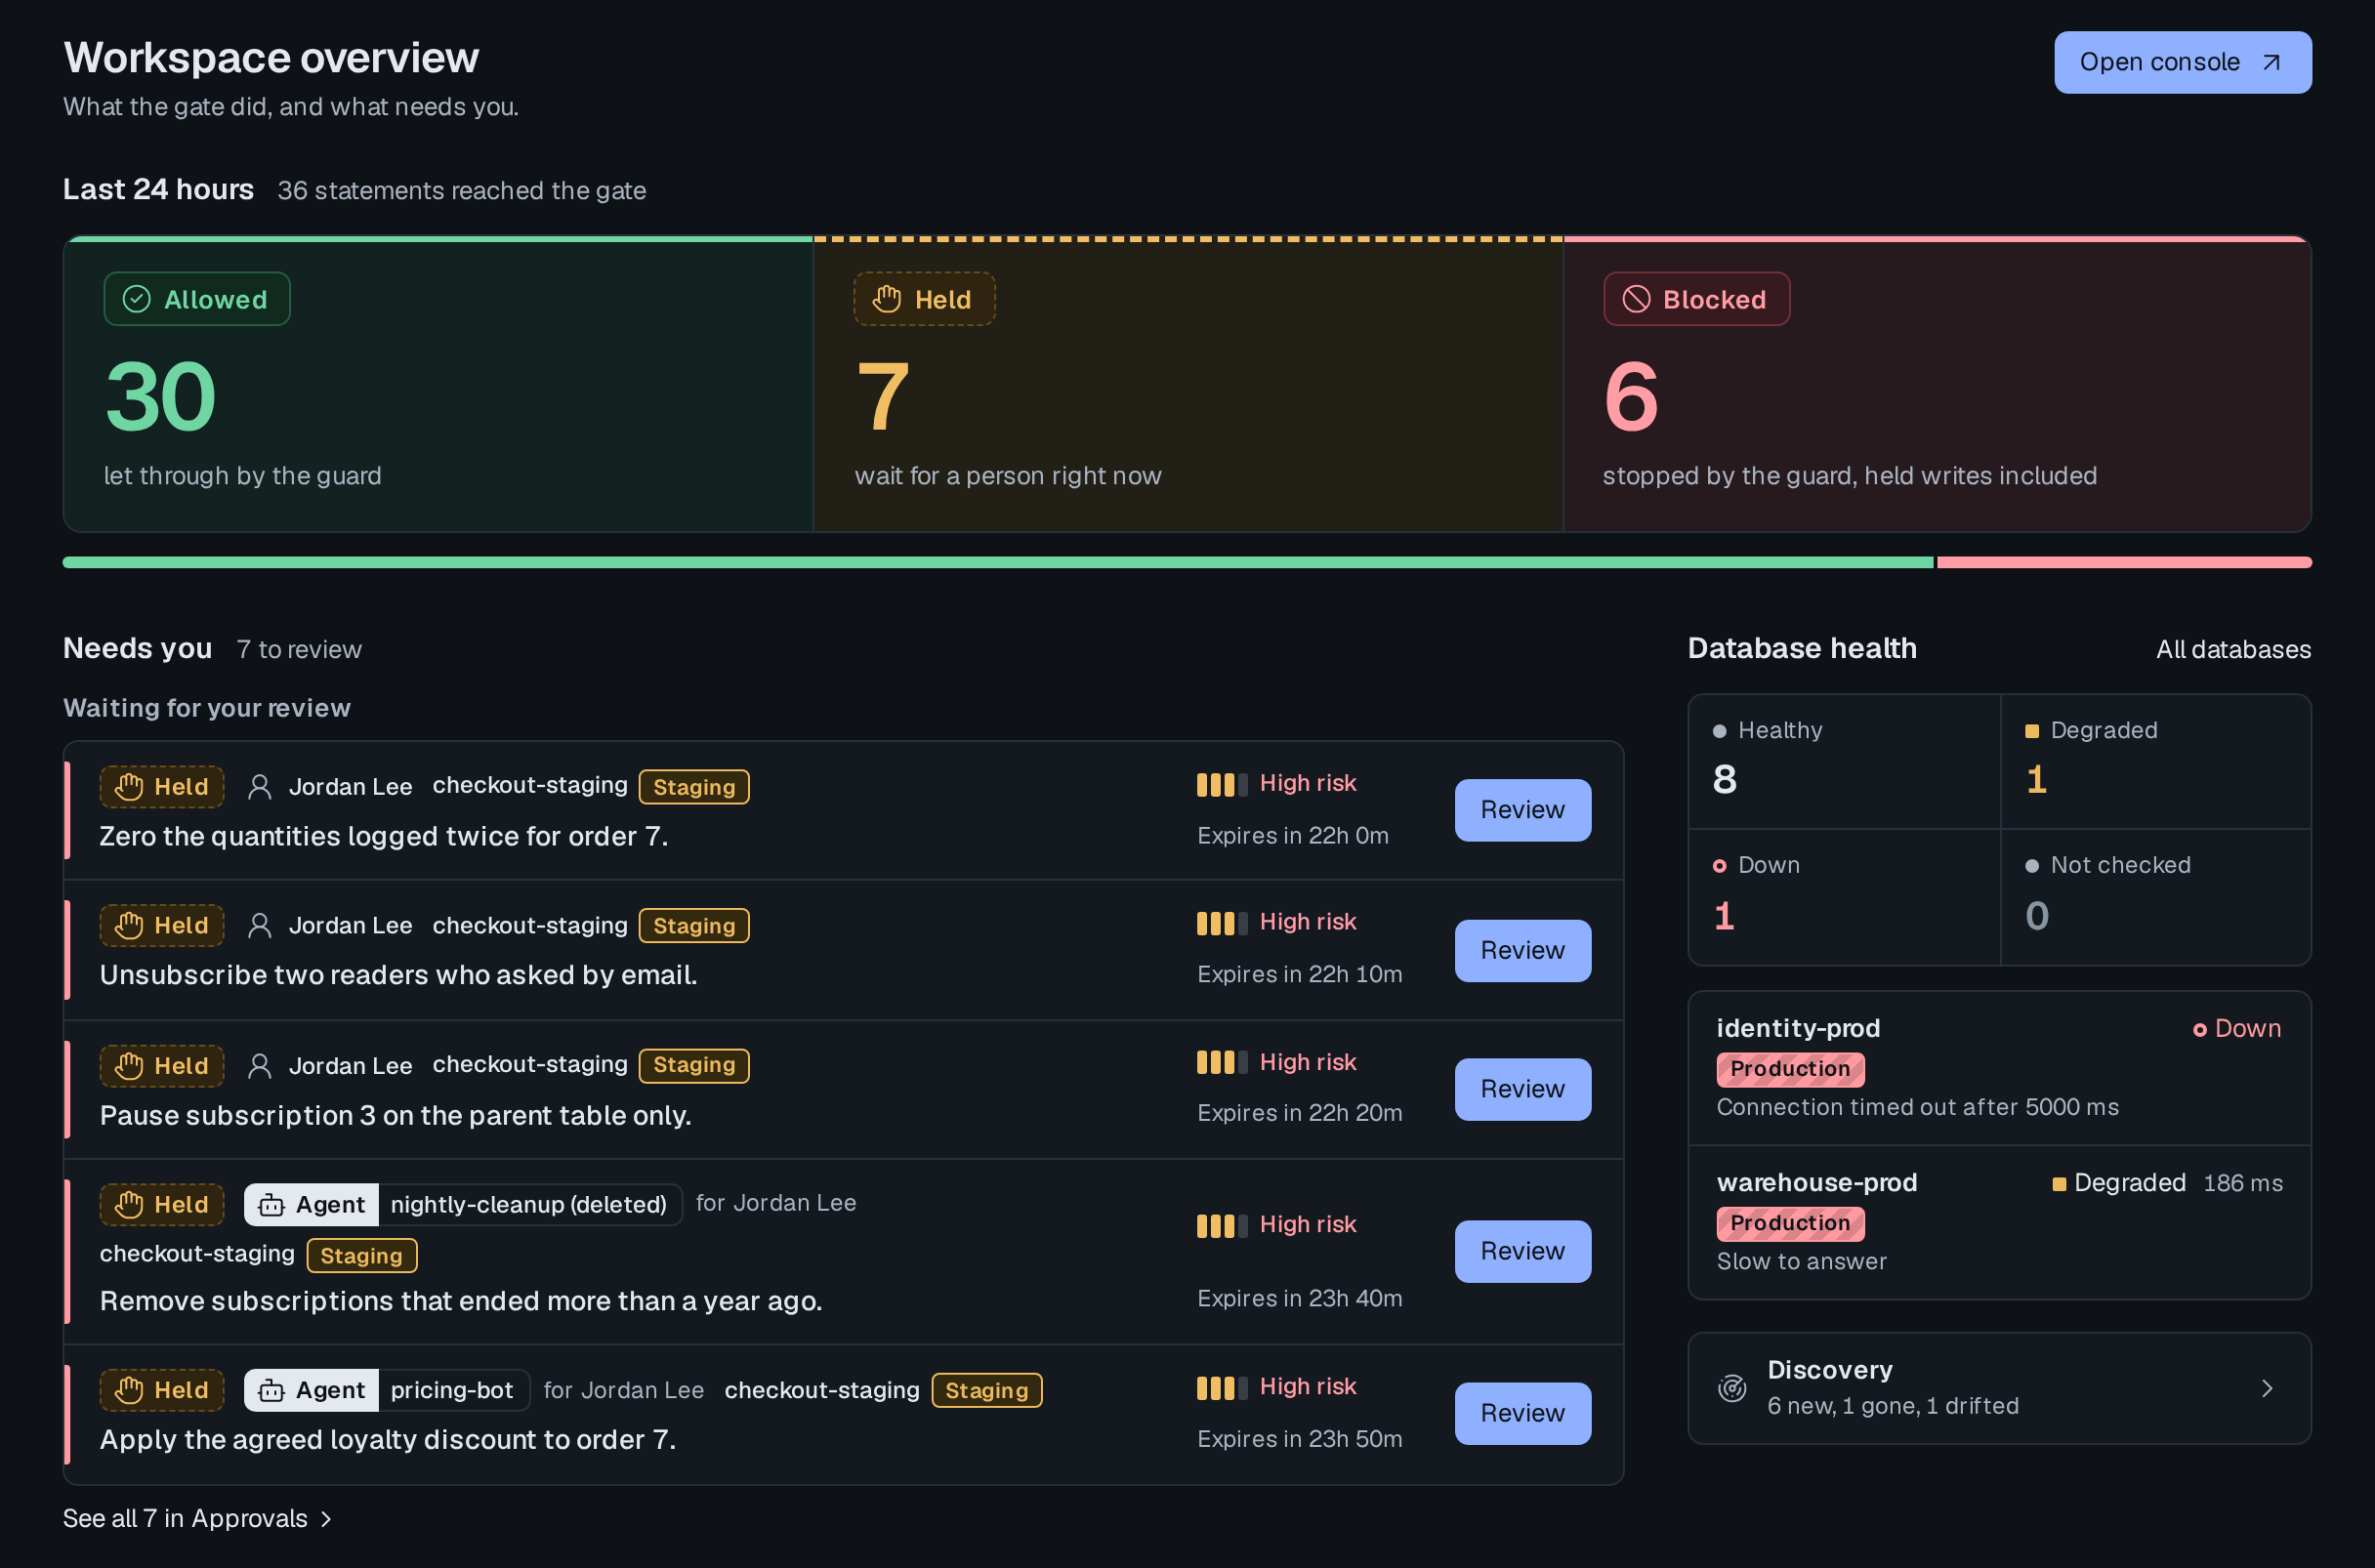 Workspace overview
Open console
What the gate did, and what needs you.
Last 24 hours 36 statements reached the gate
Allowed
30
let through by the guard
Held
7
wait for a person right now
Blocked
6
stopped by the guard, held writes included
Needs you 7 to review
Waiting for your review
Held Jordan Lee checkout-staging Staging
Zero the quantities logged twice for order 7.
High risk
Expires in 22h 0m
Review
Held Jordan Lee checkout-staging Staging
Unsubscribe two readers who asked by email.
High risk
Expires in 22h 10m
Review
Held Jordan Lee checkout-staging Staging
Pause subscription 3 on the parent table only.
High risk
Expires in 22h 20m
Review
Held Agent nightly-cleanup (deleted) for Jordan Lee
checkout-staging Staging
Remove subscriptions that ended more than a year ago.
High risk
Expires in 23h 40m
Review
Held Agent pricing-bot for Jordan Lee checkout-staging Staging
Apply the agreed loyalty discount to order 7.
High risk
Expires in 23h 50m
Review
See all 7 in Approvals
Database health All databases
Healthy
8
Degraded
1
Down
1
Not checked
0
identity-prod Down
Production
Connection timed out after 5000 ms
warehouse-prod Degraded 186 ms
Production
Slow to answer
Discovery
6 new, 1 gone, 1 drifted